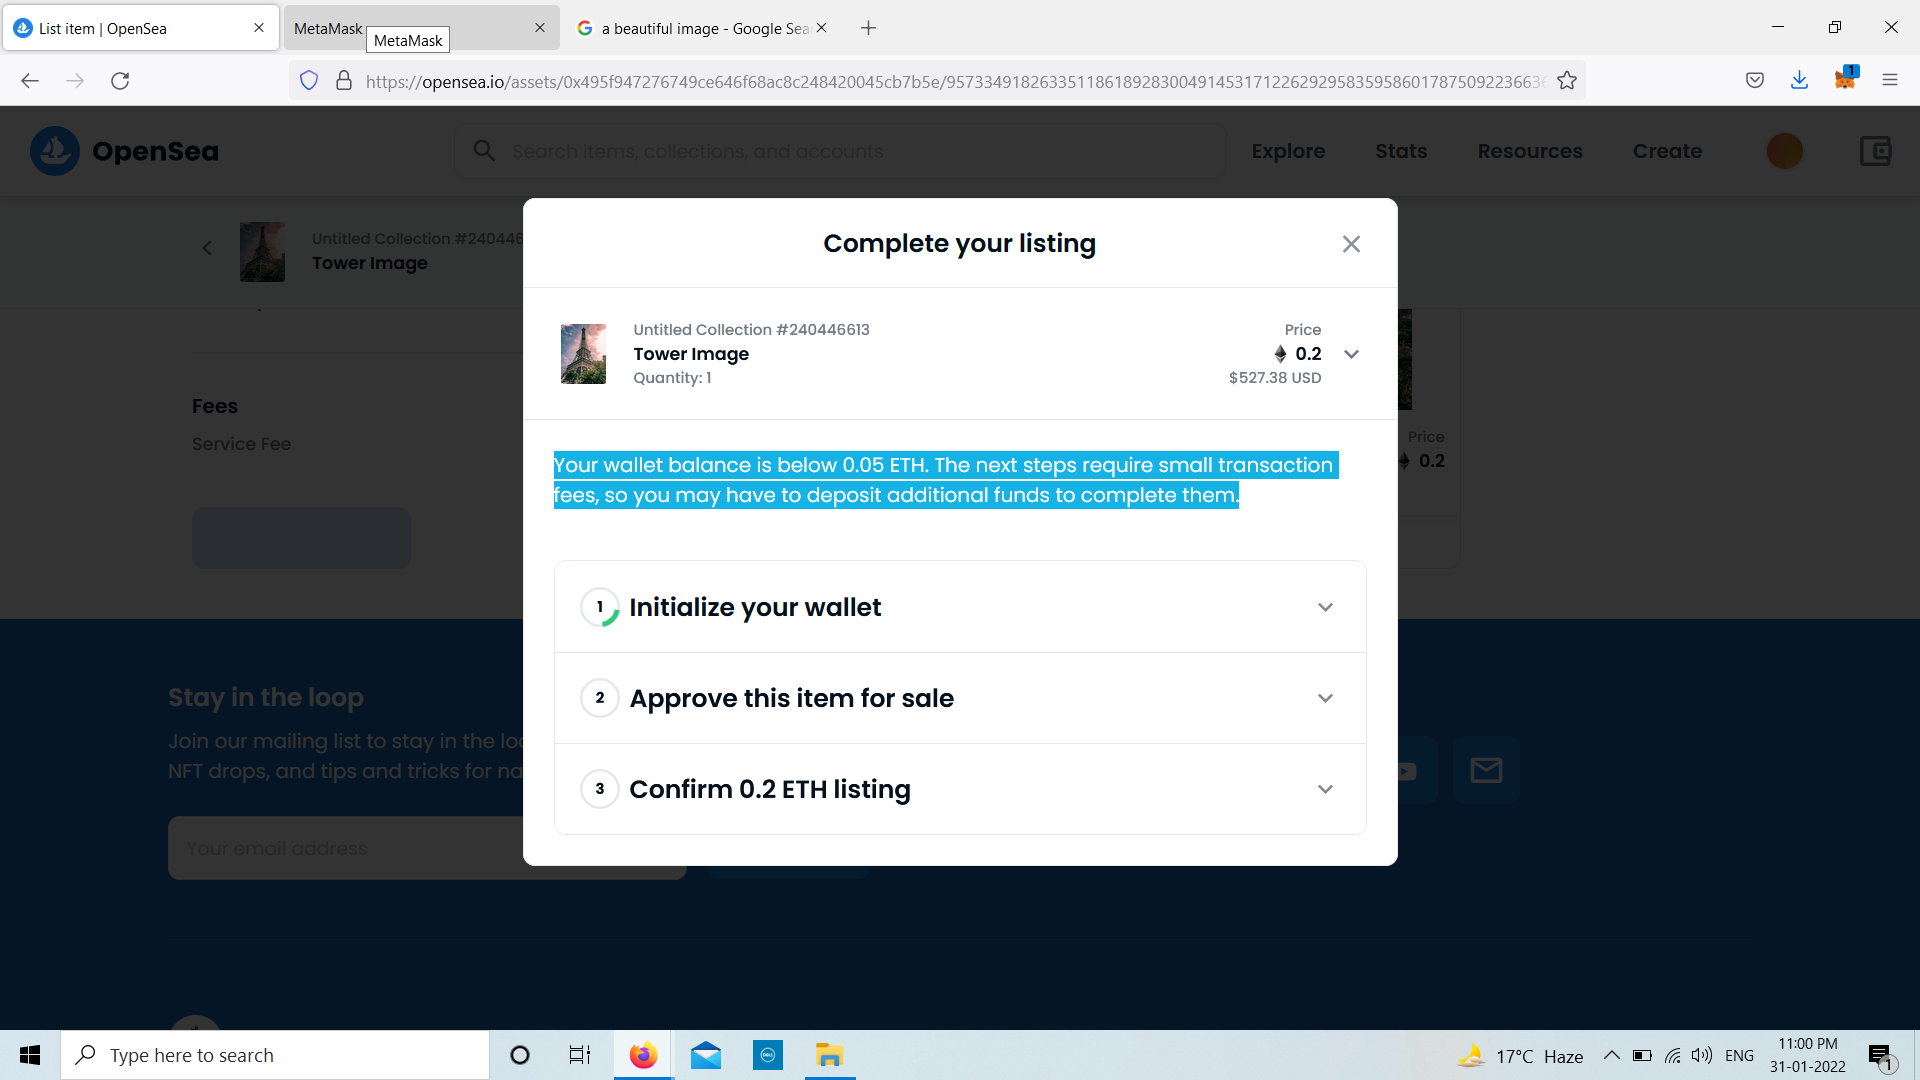 List item | OpenSea
MetaMask
a beautiful image - Google Sea
MetaMask
https://opensea.io/assets/0x495f947276749ce646f68ac8c248420045cb7b5e/95733491826335118618928300491453171226292958359586017875092236636
1
OpenSea
Search items, collections, and accounts
Explore
Stats
Resources
Create
Untitled Collection #240446
Tower Image
Complete your listing
Untitled Collection #240446613
Tower Image
Quantity: 1
Price
0.2
$527.38 USD
Fees
Service Fee
Price
0.2
Your wallet balance is below 0.05 ETH. The next steps require small transaction
fees, so you may have to deposit additional funds to complete them.
1 Initialize your wallet
2 Approve this item for sale
3 Confirm 0.2 ETH listing
Stay in the loop
Join our mailing list to stay in the loo
NFT drops, and tips and tricks for na
Your email address
Type here to search
DELL
17°C Haze
ENG
11:00 PM
31-01-2022
1